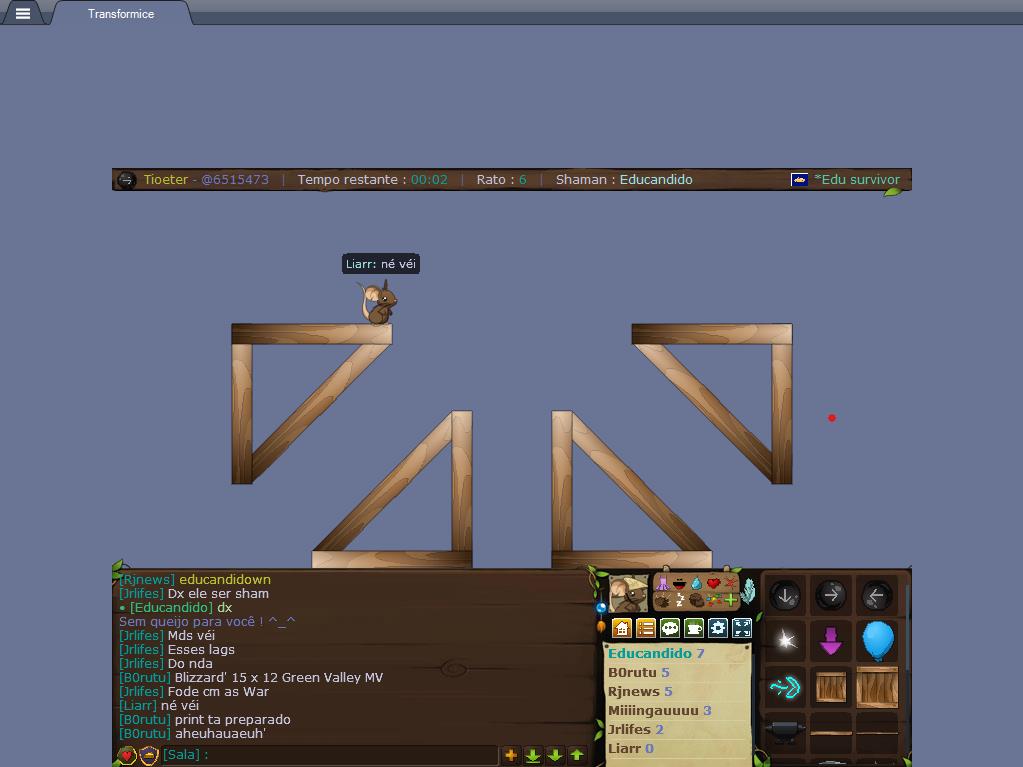 Transformice
Tioeter - @6515473 | Tempo restante : 00:02 | Rato : 6 | Shaman : Educandido
*Edu survivor
Liarr: né véi
[Rjnews] educandidown
[Jrlifes] Dx ele ser sham
• [Educandido] dx
Sem queijo para você ! ^_^
[Jrlifes] Mds véi
[Jrlifes] Esses lags
[Jrlifes] Do nda
[B0rutu] Blizzard' 15 x 12 Green Valley MV
[Jrlifes] Fode cm as War
[Liarr] né véi
[B0rutu] print ta preparado
[B0rutu] aheuhauaeuh'
[Sala] :
Educandido 7
B0rutu 5
Rjnews 5
Miiiingauuuu 3
Jrlifes 2
Liarr 0